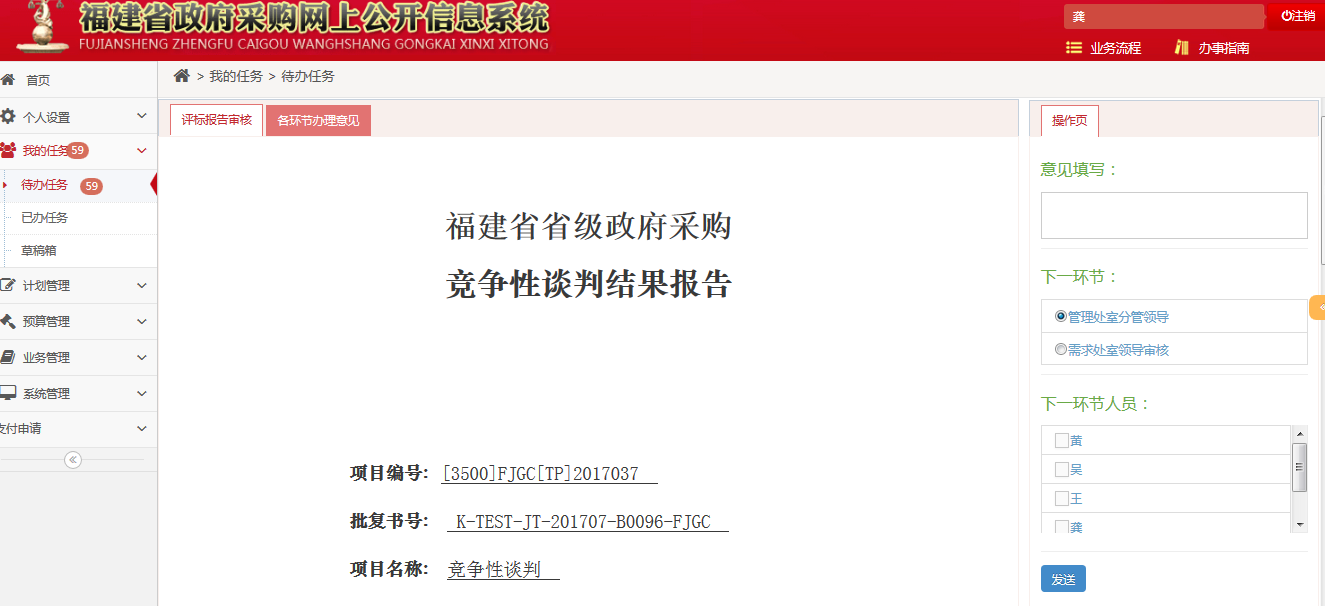 福建省政府采购网上公开信息系统
FUJIANSHENG ZHENGFU CAIGOU WANGHSHANG GONGKAI XINXI XITONG
龚
注销
业务流程
办事指南
首页
个人设置
我的任务 59
待办任务 59
已办任务
草稿箱
计划管理
预算管理
业务管理
系统管理
支付申请
> 我的任务 > 待办任务
评标报告审核
各环节办理意见
福建省省级政府采购
竞争性谈判结果报告
项目编号: [3500]FJGC[TP]2017037
批复书号: K-TEST-JT-201707-B0096-FJGC
项目名称: 竞争性谈判
操作页
意见填写：
下一环节：
管理处室分管领导
需求处室领导审核
下一环节人员：
黄
吴
王
龚
发送